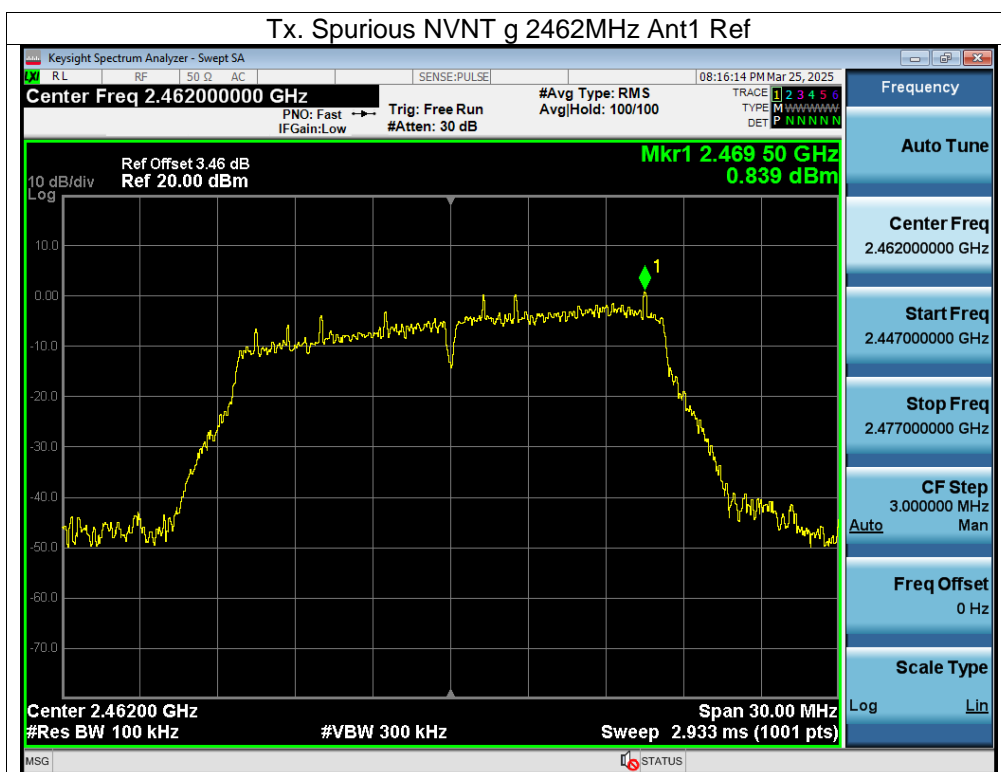 Tx. Spurious NVNT g 2462MHz Ant1 Ref
Keysight Spectrum Analyzer - Swept SA
LXI RL RF 50 Ω AC SENSE:PULSE 08:16:14 PM Mar 25, 2025
Center Freq 2.462000000 GHz
PNO: Fast
IFGain:Low
Trig: Free Run
#Atten: 30 dB
#Avg Type: RMS
Avg|Hold: 100/100
TRACE 1 2 3 4 5 6
TYPE M WWWWW
DET P N N N N N
Ref Offset 3.46 dB
10 dB/div Ref 20.00 dBm
Log
Mkr1 2.469 50 GHz
0.839 dBm
1
10.0
0.00
-10.0
-20.0
-30.0
-40.0
-50.0
-60.0
-70.0
Center 2.46200 GHz Span 30.00 MHz
#Res BW 100 kHz #VBW 300 kHz Sweep 2.933 ms (1001 pts)
MSG STATUS
Frequency
Auto Tune
Center Freq
2.462000000 GHz
Start Freq
2.447000000 GHz
Stop Freq
2.477000000 GHz
CF Step
3.000000 MHz
Auto Man
Freq Offset
0 Hz
Scale Type
Log Lin